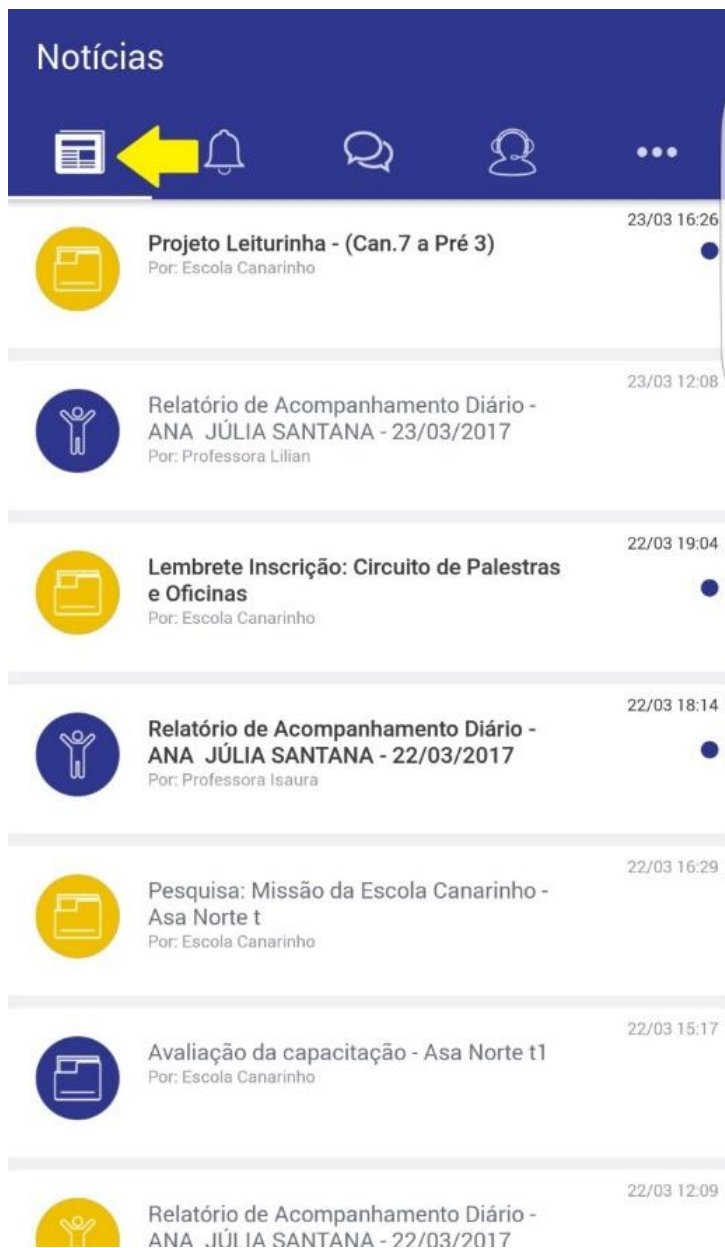 Notícias
23/03 16:26
Projeto Leiturinha - (Can.7 a Pré 3)
Por: Escola Canarinho
23/03 12:08
Relatório de Acompanhamento Diário -
ANA JÚLIA SANTANA - 23/03/2017
Por: Professora Lilian
22/03 19:04
Lembrete Inscrição: Circuito de Palestras
e Oficinas
Por: Escola Canarinho
22/03 18:14
Relatório de Acompanhamento Diário -
ANA JÚLIA SANTANA - 22/03/2017
Por: Professora Isaura
22/03 16:29
Pesquisa: Missão da Escola Canarinho -
Asa Norte t
Por: Escola Canarinho
22/03 15:17
Avaliação da capacitação - Asa Norte t1
Por: Escola Canarinho
22/03 12:09
Relatório de Acompanhamento Diário -
ANA JÚLIA SANTANA - 22/03/2017